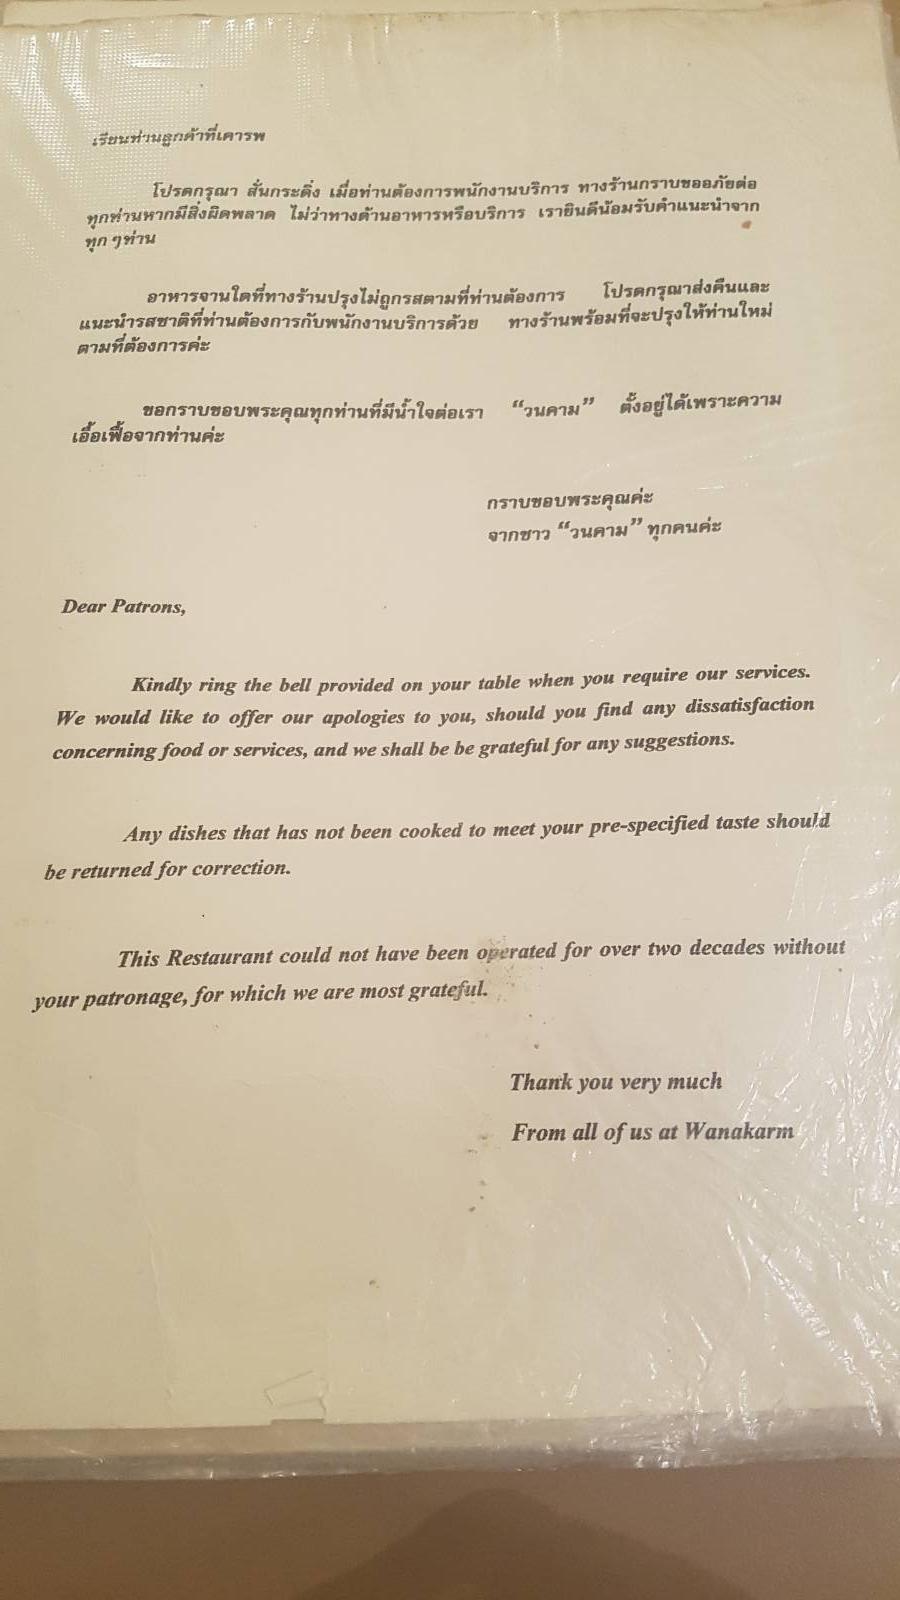 เรียนท่านลูกค้าที่เคารพ
โปรดกรุณา สั่นกระดิ่ง เมื่อท่านต้องการพนักงานบริการ ทางร้านกราบขออภัยต่อ
ทุกท่านหากมีสิ่งผิดพลาด ไม่ว่าทางด้านอาหารหรือบริการ เรายินดีน้อมรับคำแนะนำจาก
ทุก ๆท่าน
อาหารจานใดที่ทางร้านปรุงไม่ถูกรสตามที่ท่านต้องการ โปรดกรุณาส่งคืนและ
แนะนำรสชาติที่ท่านต้องการกับพนักงานบริการด้วย ทางร้านพร้อมที่จะปรุงให้ท่านใหม่
ตามที่ต้องการค่ะ
ขอกราบขอบพระคุณทุกท่านที่มีน้ำใจต่อเรา “วนคาม” ตั้งอยู่ได้เพราะความ
เอื้อเฟื้อจากท่านค่ะ
กราบขอบพระคุณค่ะ
จากชาว “วนคาม” ทุกคนค่ะ
Dear Patrons,
Kindly ring the bell provided on your table when you require our services.
We would like to offer our apologies to you, should you find any dissatisfaction
concerning food or services, and we shall be be grateful for any suggestions.
Any dishes that has not been cooked to meet your pre-specified taste should
be returned for correction.
This Restaurant could not have been operated for over two decades without
your patronage, for which we are most grateful.
Thank you very much
From all of us at Wanakarm